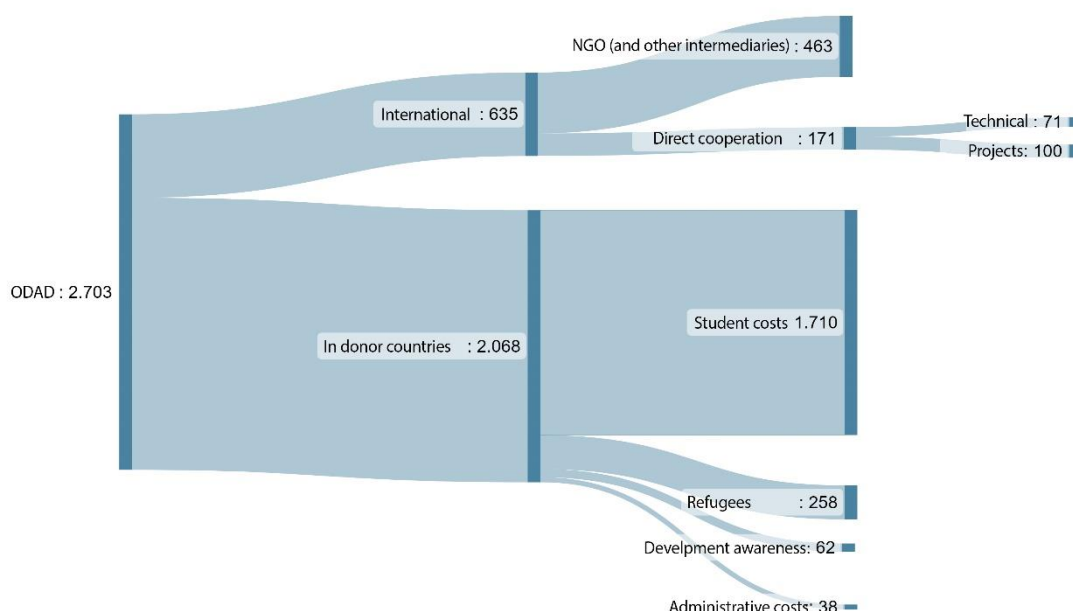 NGO (and other intermediaries) : 463
International : 635
Technical : 71
Direct cooperation : 171
Projects: 100
ODAD : 2.703
Student costs 1.710
In donor countries : 2.068
Refugees : 258
Develpment awareness: 62
Administrative costs: 38